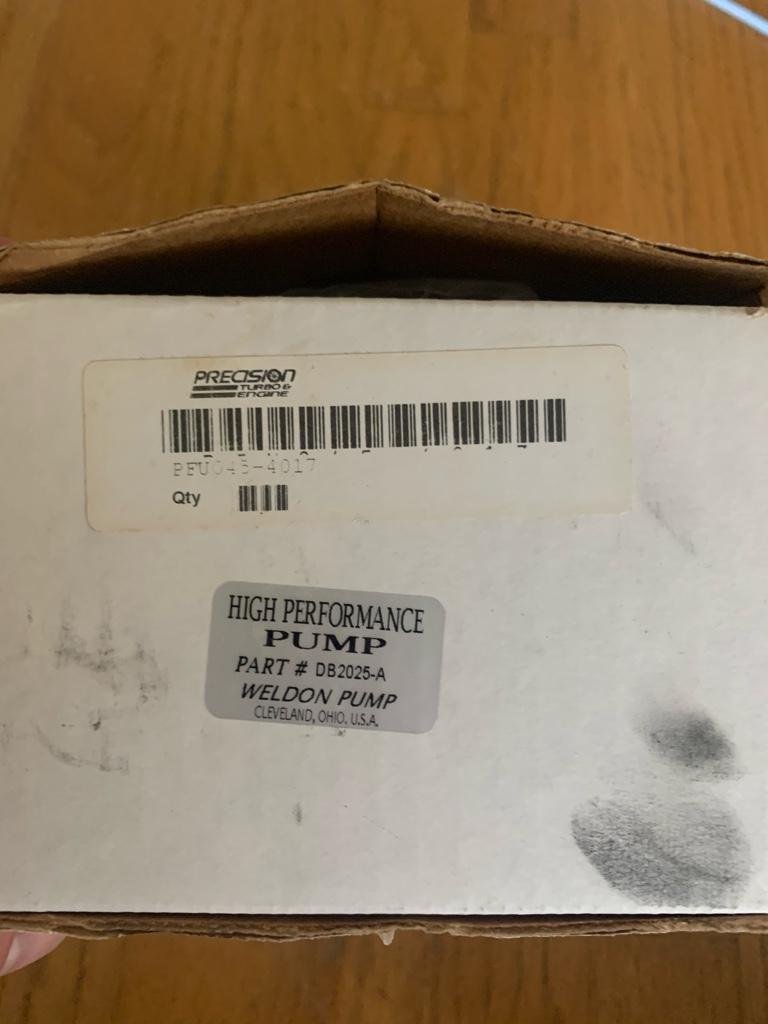 PRECISION
TURBO &
ENGINE
PFU045-4017
Qty
HIGH PERFORMANCE
PUMP
PART # DB2025-A
WELDON PUMP
CLEVELAND, OHIO. U.S.A.